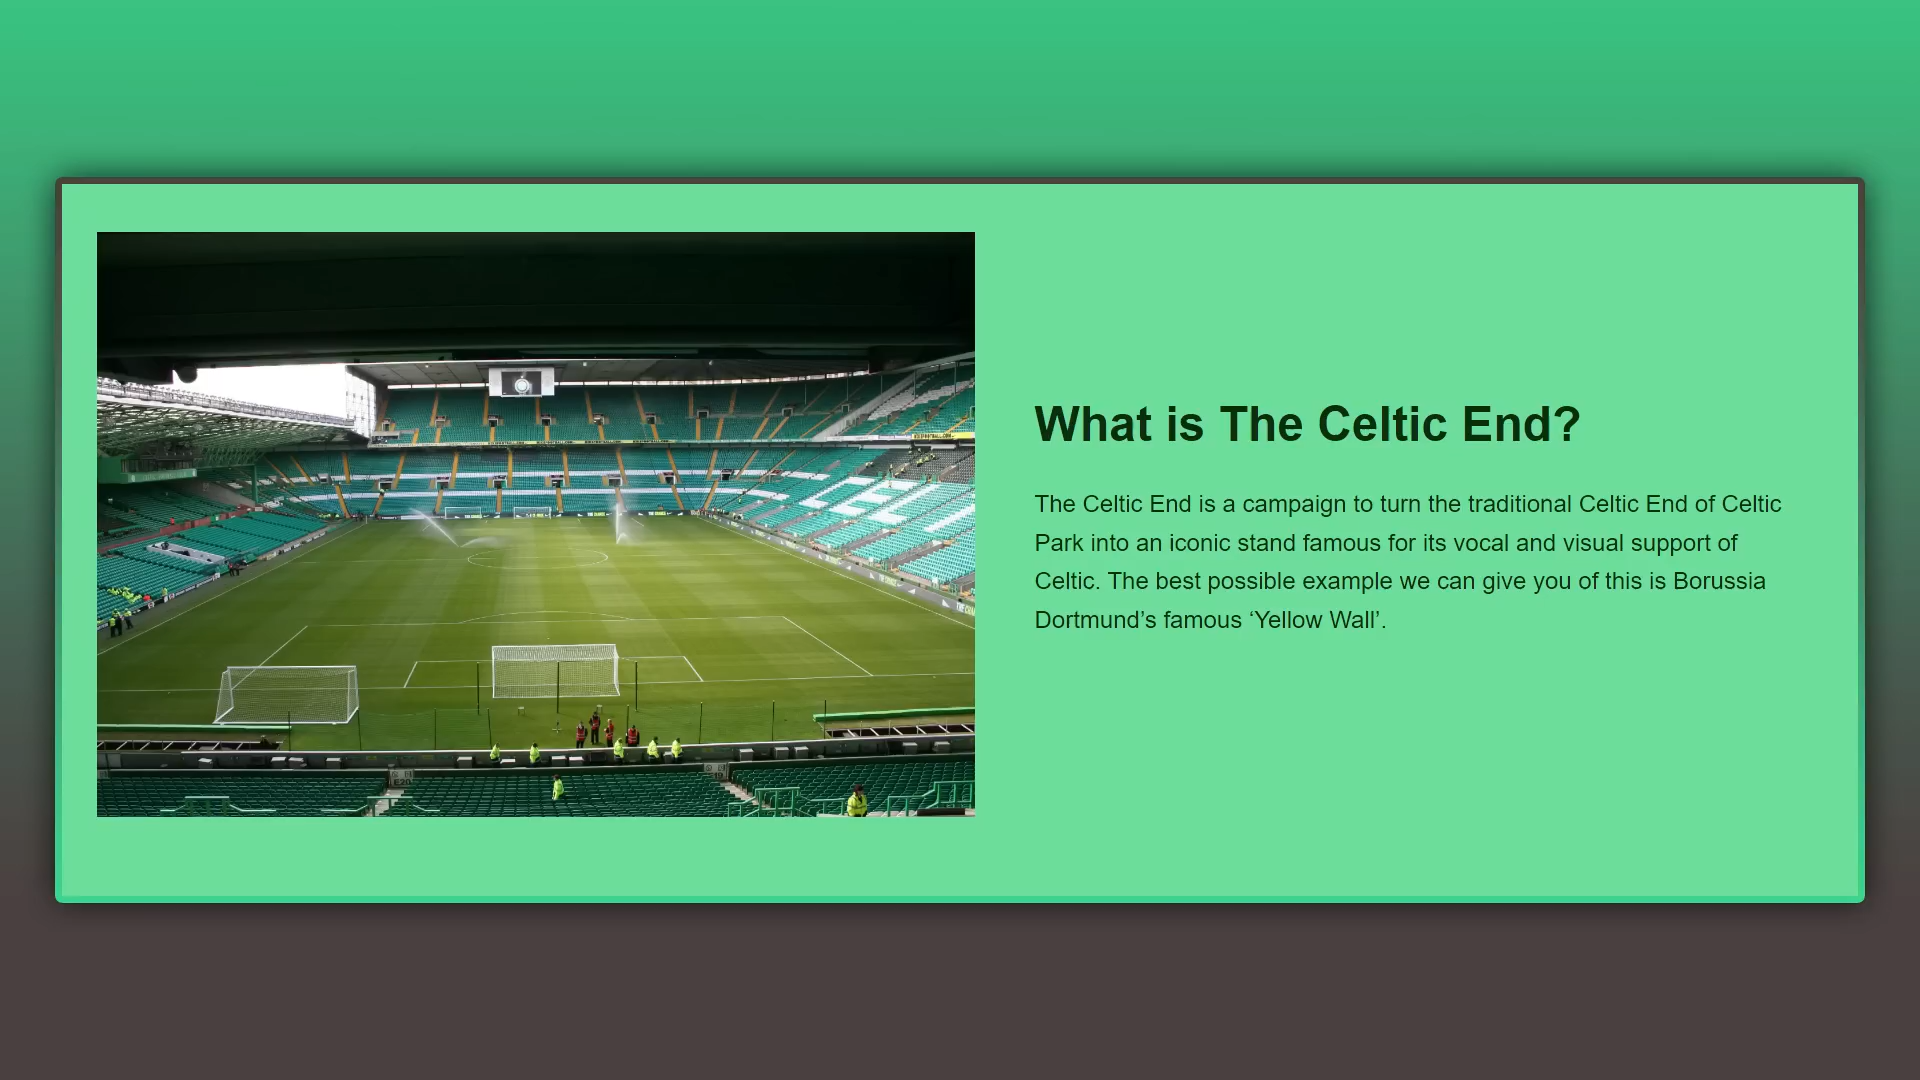 What is The Celtic End?
The Celtic End is a campaign to turn the traditional Celtic End of Celtic
Park into an iconic stand famous for its vocal and visual support of
Celtic. The best possible example we can give you of this is Borussia
Dortmund’s famous ‘Yellow Wall’.